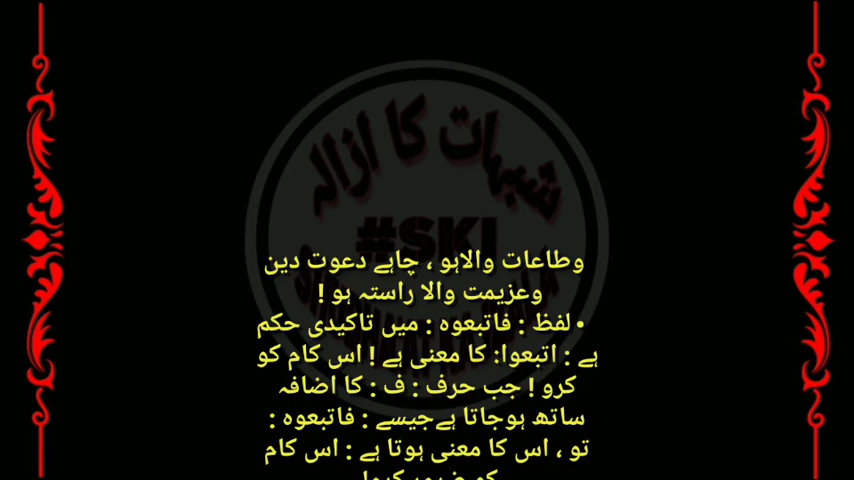 شبہات کا ازالہ
#SKI
وطاعات والاہو ، چاہے دعوت دین
وعزیمت والا راستہ ہو !
• لفظ : فاتبعوہ : میں تاکیدی حکم
ہے : اتبعوا: کا معنی ہے ! اس کام کو
کرو ! جب حرف : ف : کا اضافہ
ساتھ ہوجاتا ہےجیسے : فاتبعوہ :
تو ، اس کا معنی ہوتا ہے : اس کام